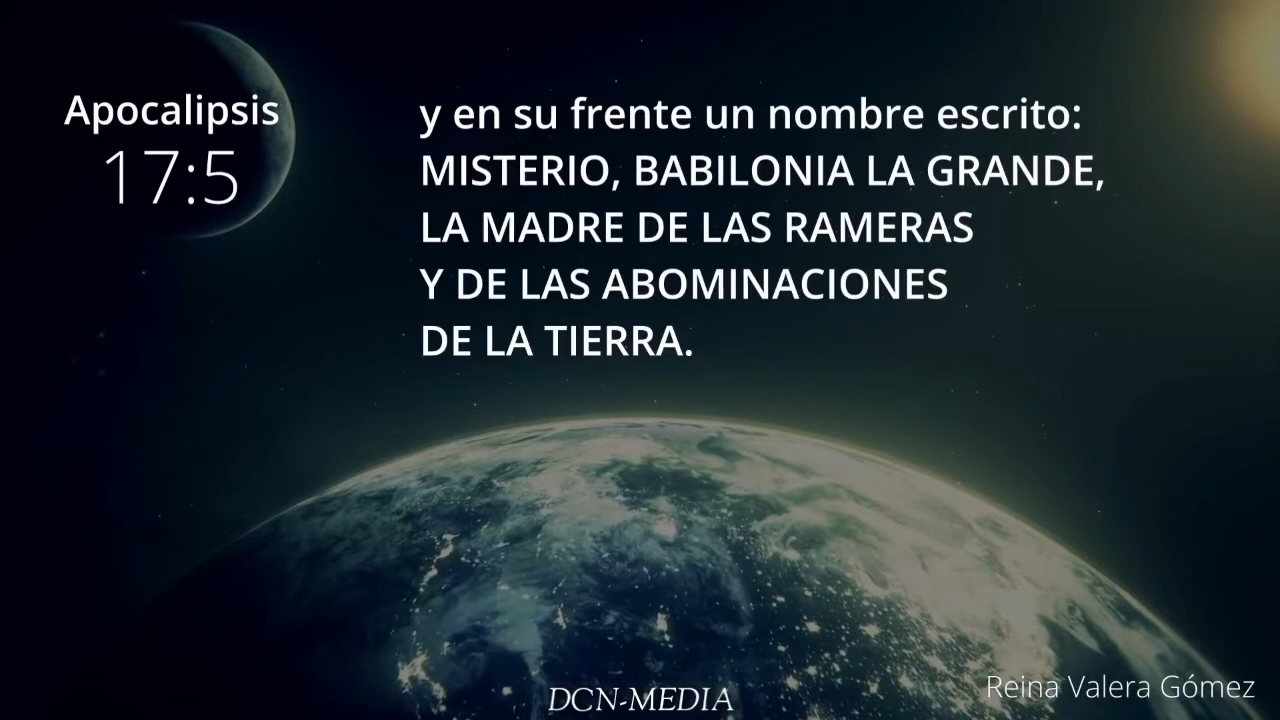 Apocalipsis
17:5
y en su frente un nombre escrito:
MISTERIO, BABILONIA LA GRANDE,
LA MADRE DE LAS RAMERAS
Y DE LAS ABOMINACIONES
DE LA TIERRA.
DCN-MEDIA
Reina Valera Gómez